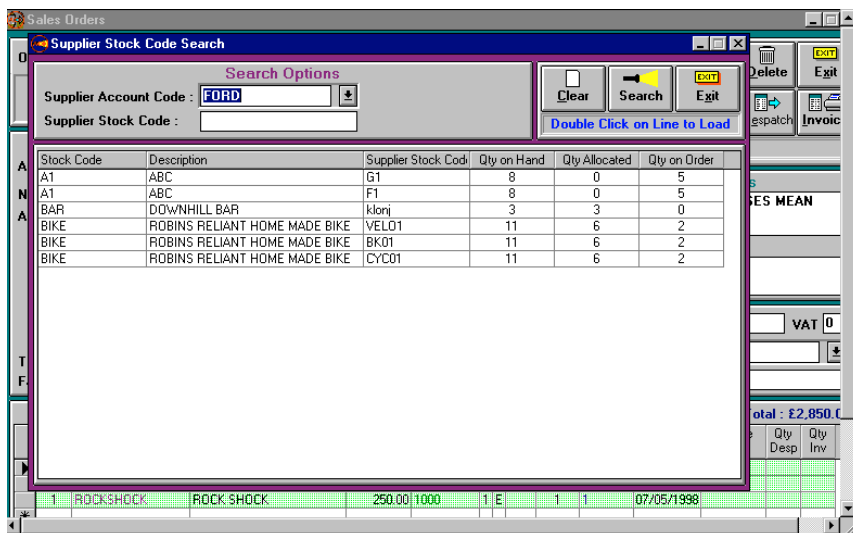 Sales Orders
Supplier Stock Code Search
Search Options
Supplier Account Code : FORD
Supplier Stock Code :
Clear Search EXIT Exit
Double Click on Line to Load
Delete EXIT Exit
espatch Invoic
Stock Code Description Supplier Stock Cod Qty on Hand Qty Allocated Qty on Order
A1 ABC G1 8 0 5
A1 ABC F1 8 0 5
BAR DOWNHILL BAR klonj 3 3 0
BIKE ROBINS RELIANT HOME MADE BIKE VELO1 11 6 2
BIKE ROBINS RELIANT HOME MADE BIKE BK01 11 6 2
BIKE ROBINS RELIANT HOME MADE BIKE CYC01 11 6 2
SES MEAN
VAT 0
otal : £2,850.0
Qty Desp Qty Inv
1 ROCKSHOCK ROCK SHOCK 250.00 1000 1 E 1 1 07/05/1998